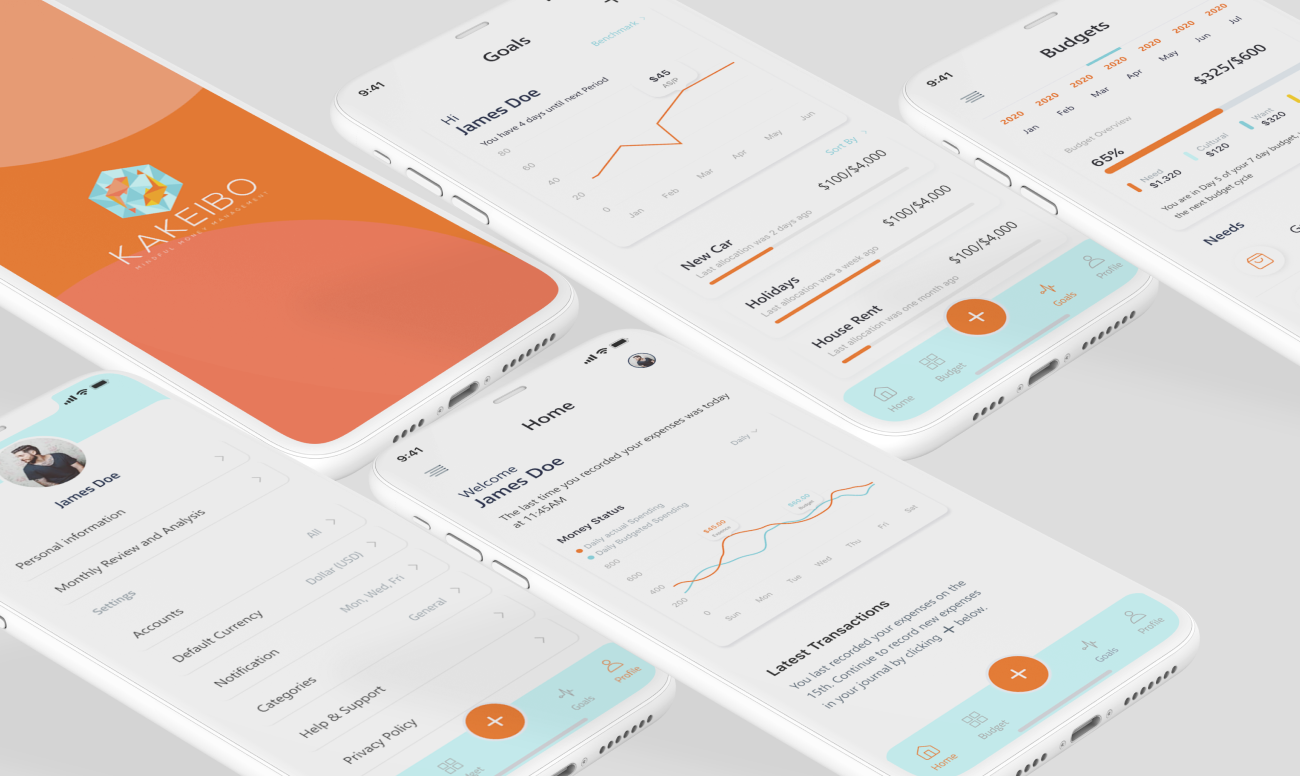 KAKEIBO
MINDFUL MONEY MANAGEMENT
9:41
Goals
Benchmark
Hi
James Doe
You have 4 days until next Period
$45
80
60
40
20
0
Jan
Feb
Mar
Apr
May
Jun
Sort By
New Car
$100/$4,000
Last allocation was 2 days ago
Holidays
$100/$4,000
Last allocation was a week ago
House Rent
$100/$4,000
Last allocation was one month ago
Home
Budget
Goals
Profile
9:41
Budgets
2020
2020
2020
2020
2020
2020
2020
Jan
Feb
Mar
Apr
May
Jun
Jul
Budget Overview
$325/$600
65%
Need
$1.320
Cultural
$120
Want
$320
You are in Day 5 of your 7 day budget.
the next budget cycle
Needs
James Doe
Personal information
Monthly Review and Analysis
Settings
Accounts
All
Default Currency
Dollar (USD)
Notification
Mon, Wed, Fri
Categories
General
Help & Support
Privacy Policy
Goals
Profile
9:41
Home
Welcome
James Doe
The last time you recorded your expenses was today
at 11:45AM
Money Status
Daily
Daily actual Spending
Daily Budgeted Spending
$45.00
$65.00
Budget
800
600
400
200
0
Sun
Mon
Tue
Wed
Thu
Fri
Sat
Latest Transactions
You last recorded your expenses on the
15th. Continue to record new expenses
in your journal by clicking + below.
Home
Budget
Goals
Profile